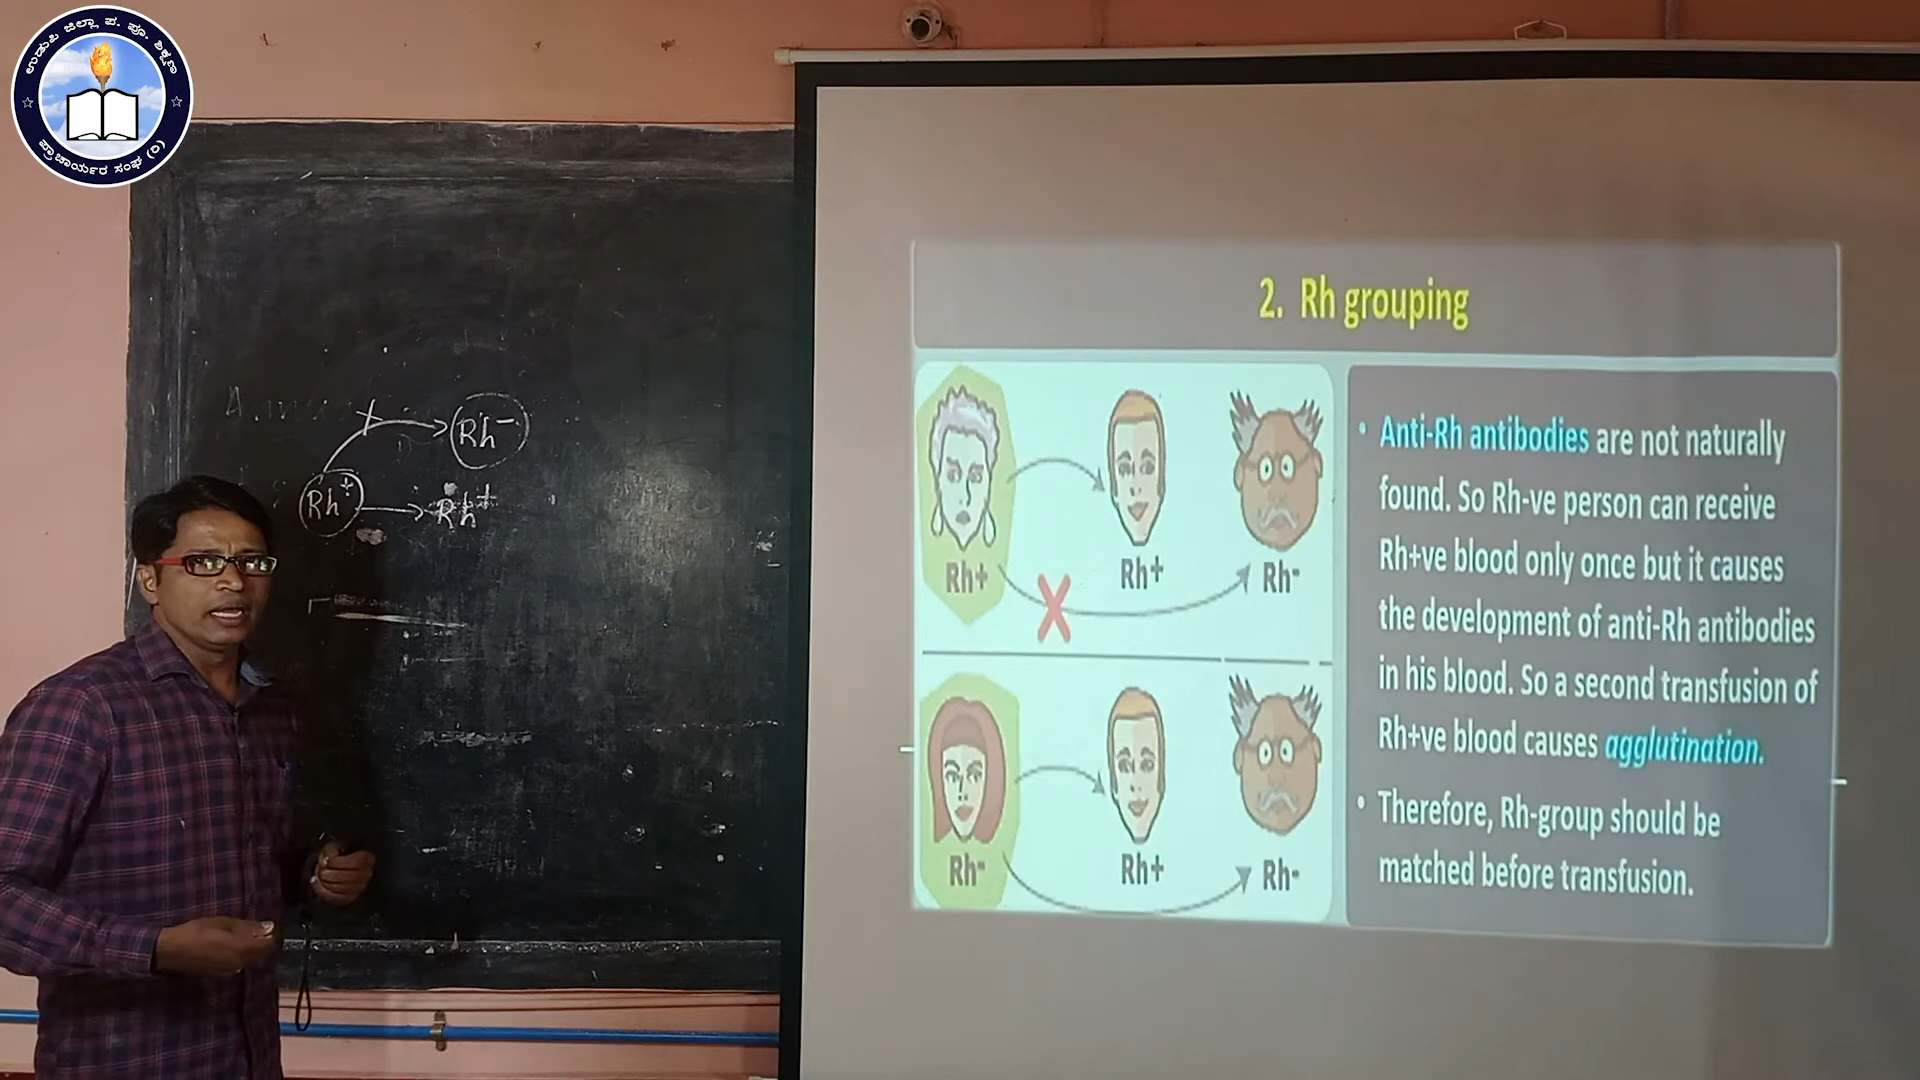 ಉಡುಪಿ ಜಿಲ್ಲಾ ಪ. ಪೂ. ಶಿಕ್ಷಣ
ಪ್ರಾಚಾರ್ಯರ ಸಂಘ (ರಿ)
Rh-
Rh+
Rh+
2. Rh grouping
Rh+
Rh+
Rh-
Rh-
Rh+
Rh-
• Anti-Rh antibodies are not naturally
found. So Rh-ve person can receive
Rh+ve blood only once but it causes
the development of anti-Rh antibodies
in his blood. So a second transfusion of
Rh+ve blood causes agglutination.
• Therefore, Rh-group should be
matched before transfusion.